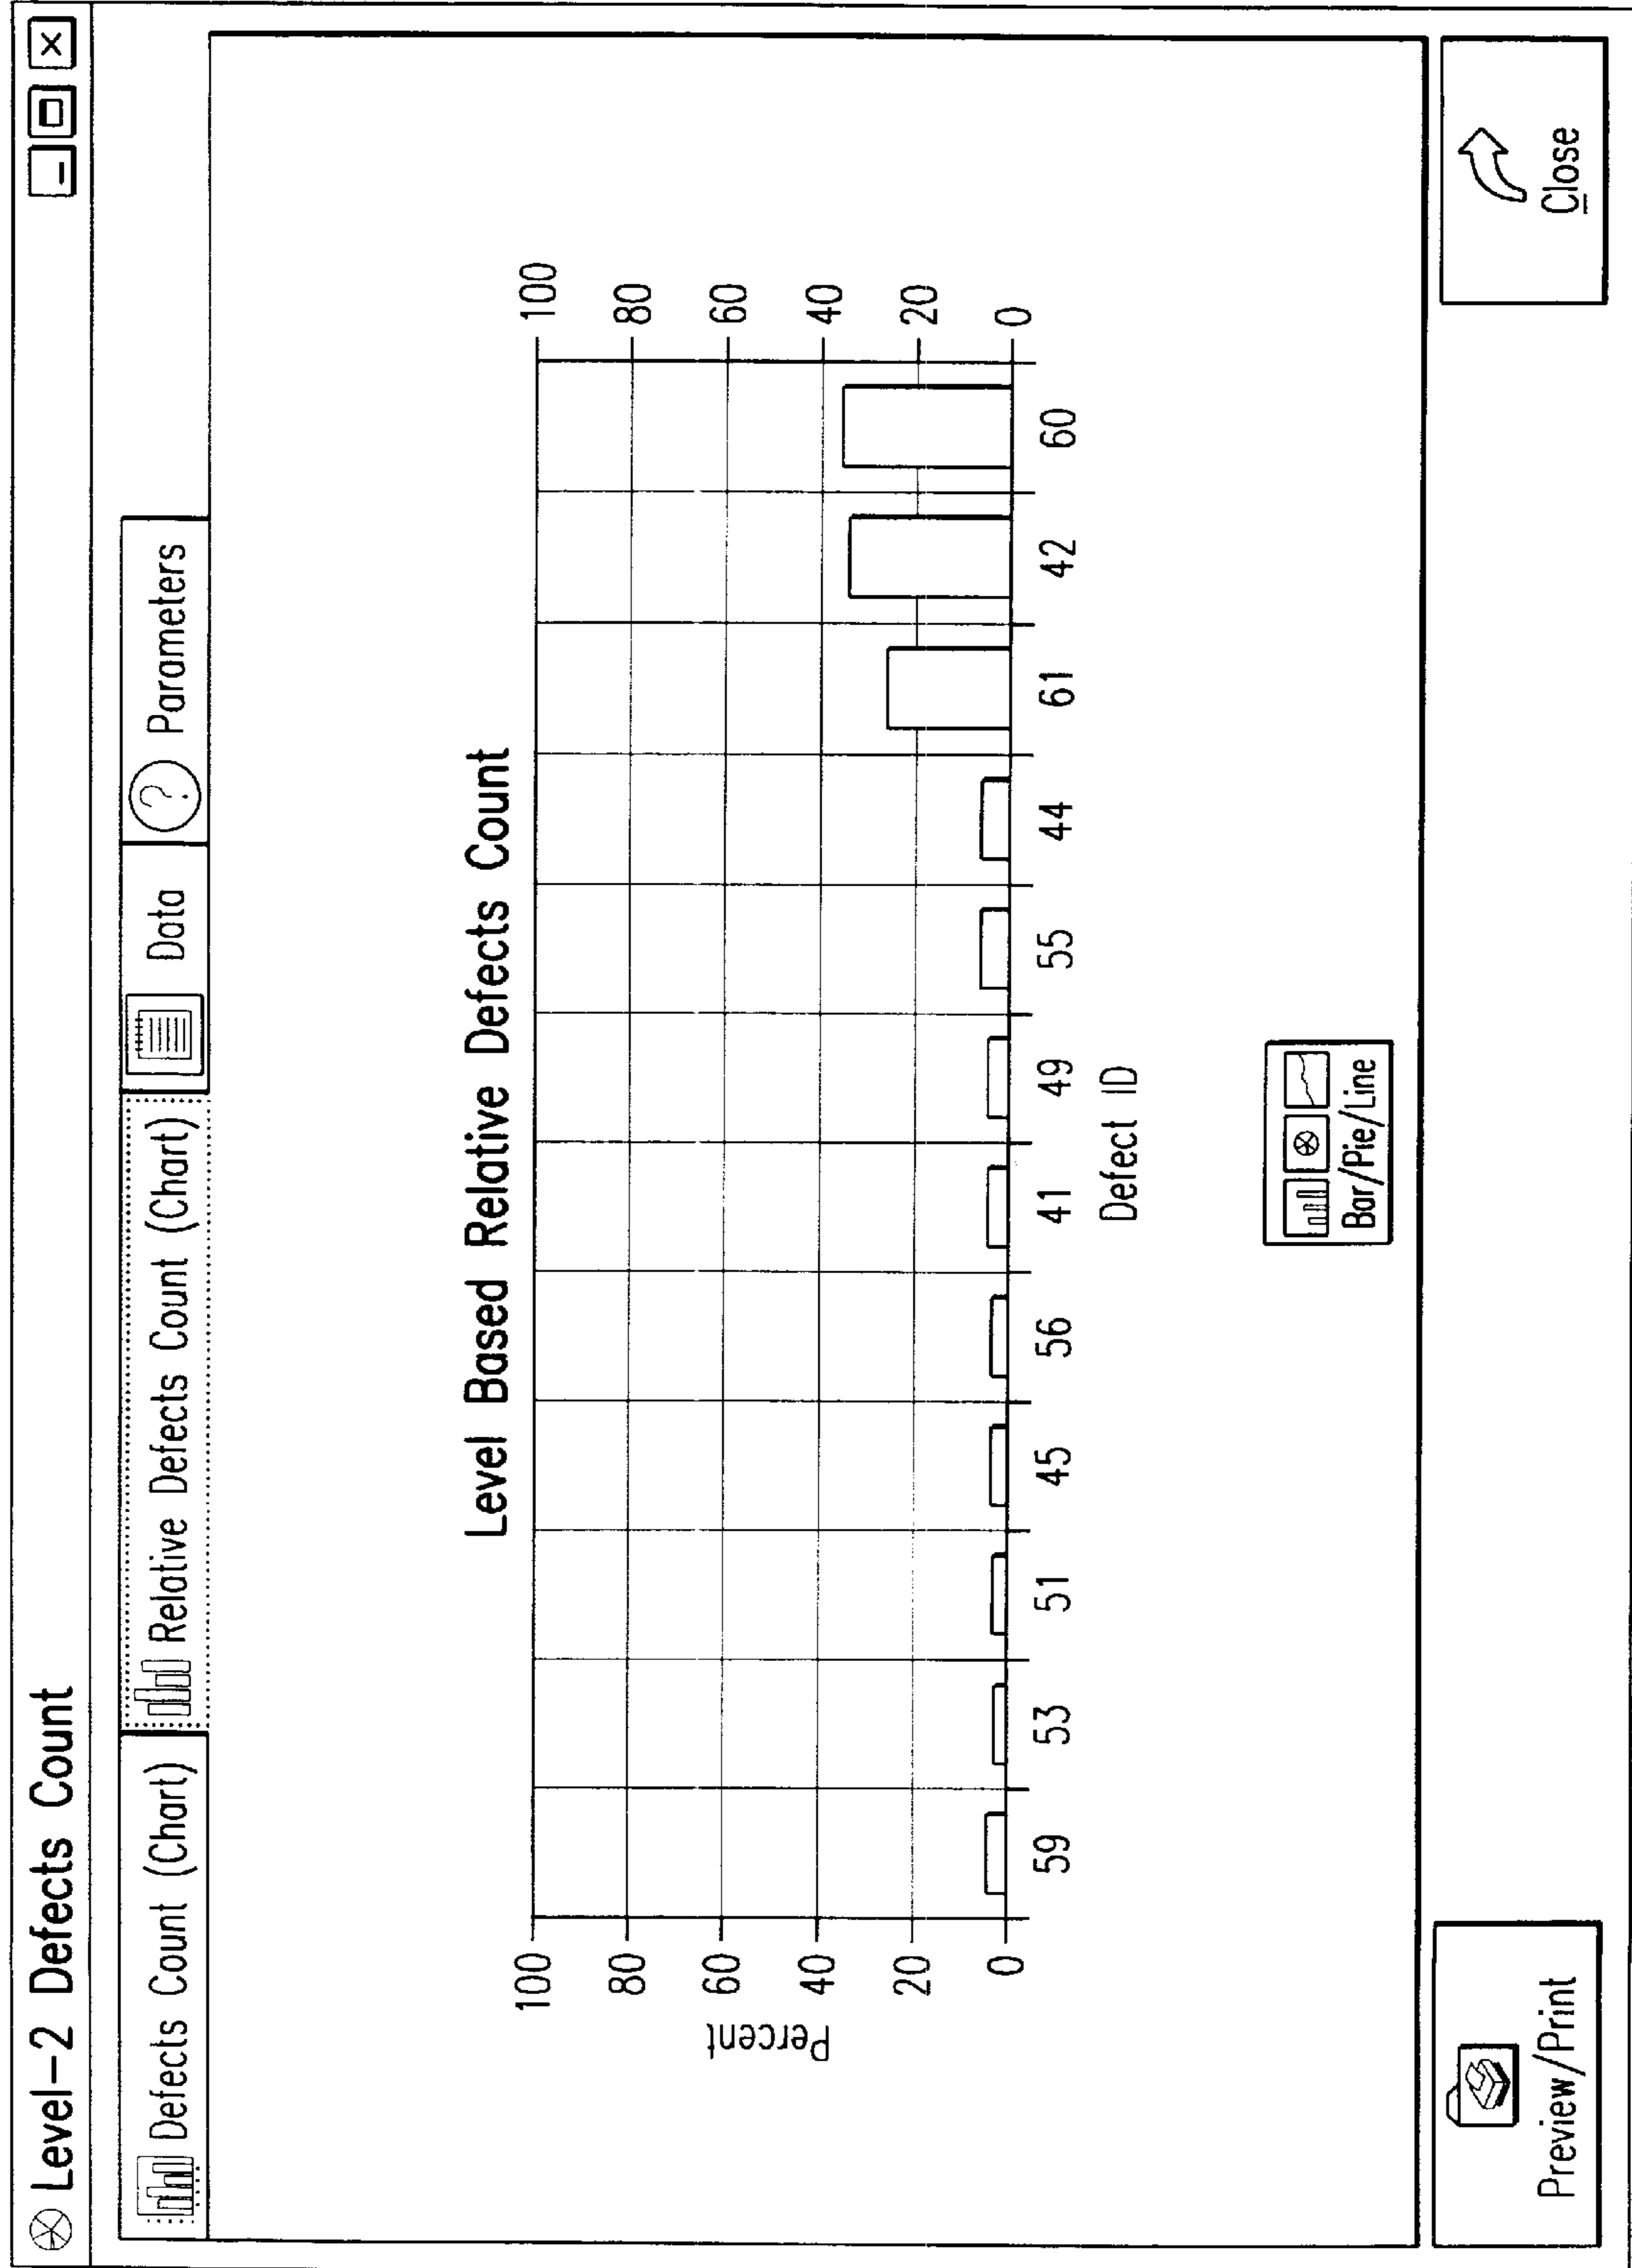 Level-2 Defects Count
Defects Count (Chart)
Relative Defects Count (Chart)
Data
? Parameters
Level Based Relative Defects Count
100 100
80 80
60 60
40 40
20 20
0 0
Percent
59 53 51 45 56 41 49 55 44 61 42 60
Defect ID
Bar/Pie/Line
Preview/Print
Close